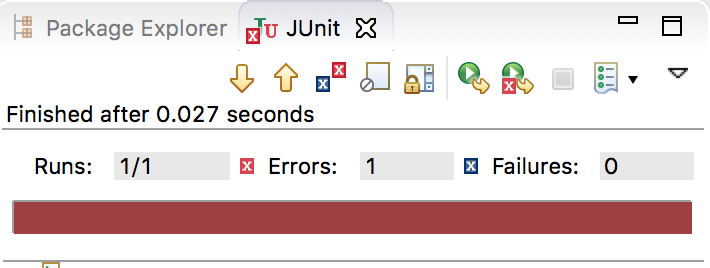 Package Explorer JUnit
Finished after 0.027 seconds
Runs: 1/1 Errors: 1 Failures: 0